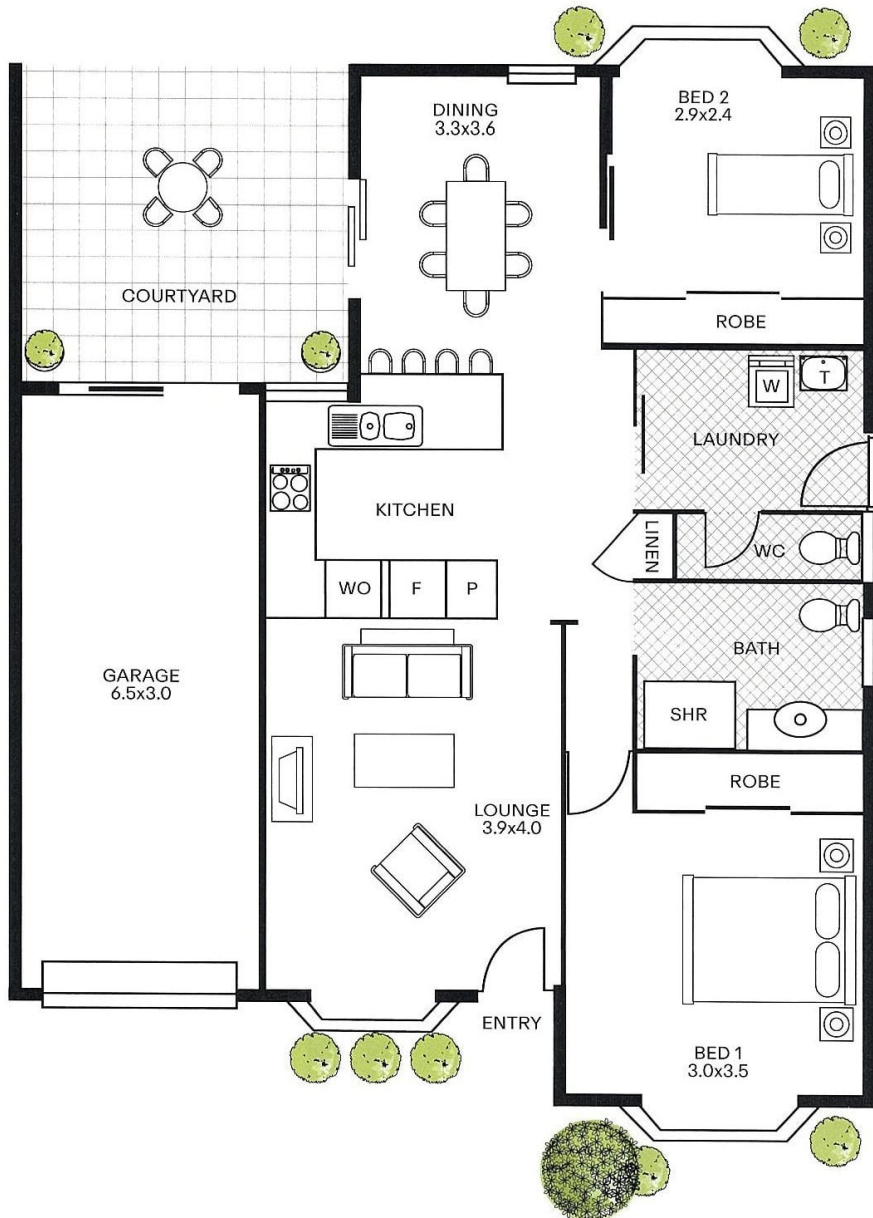 DINING
3.3x3.6
BED 2
2.9x2.4
COURTYARD
ROBE
W
T
LAUNDRY
KITCHEN
LINEN
WC
WO
F
P
BATH
GARAGE
6.5x3.0
SHR
ROBE
LOUNGE
3.9x4.0
ENTRY
BED 1
3.0x3.5